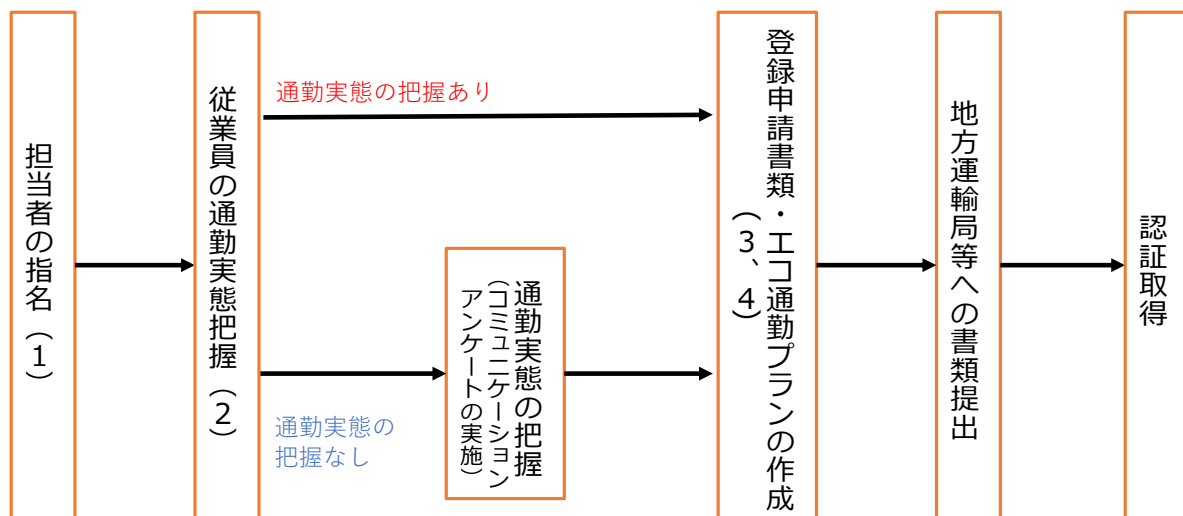 担当者の指名（1）
従業員の通勤実態把握（2）
通勤実態の把握あり
通勤実態の
把握なし
通勤実態の把握
（コミュニケーション
アンケートの実施）
登録申請書類・エコ通勤プランの作成
（3、4）
地方運輸局等への書類提出
認証取得